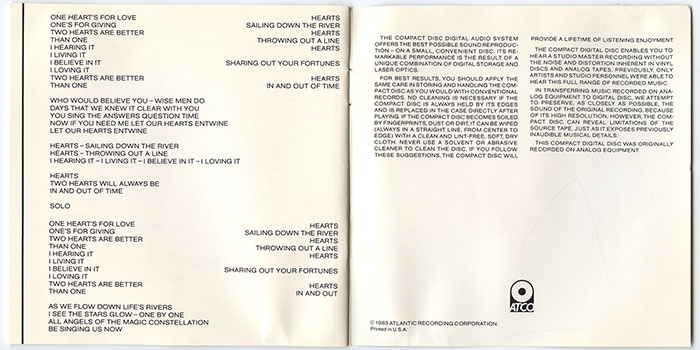 ONE HEART'S FOR LOVE HEARTS
ONE'S FOR GIVING SAILING DOWN THE RIVER
TWO HEARTS ARE BETTER HEARTS
THAN ONE THROWING OUT A LINE
I HEARING IT HEARTS
I LIVING IT
I BELIEVE IN IT SHARING OUT YOUR FORTUNES
I LOVING IT
TWO HEARTS ARE BETTER HEARTS
THAN ONE IN AND OUT OF TIME
WHO WOULD BELIEVE YOU – WISE MEN DO
DAYS THAT WE KNEW IT CLEAR WITH YOU
YOU SING THE ANSWERS QUESTION TIME
NOW IF YOU NEED ME LET OUR HEARTS ENTWINE
LET OUR HEARTS ENTWINE
HEARTS – SAILING DOWN THE RIVER
HEARTS – THROWING OUT A LINE
I HEARING IT – I LIVING IT – I BELIEVE IN IT – I LOVING IT
HEARTS
TWO HEARTS WILL ALWAYS BE
IN AND OUT OF TIME
SOLO
ONE HEART'S FOR LOVE HEARTS
ONE'S FOR GIVING SAILING DOWN THE RIVER
TWO HEARTS ARE BETTER HEARTS
THAN ONE THROWING OUT A LINE
I HEARING IT HEARTS
I LIVING IT
I BELIEVE IN IT SHARING OUT YOUR FORTUNES
I LOVING IT
TWO HEARTS ARE BETTER HEARTS
THAN ONE IN AND OUT
AS WE FLOW DOWN LIFE'S RIVERS
I SEE THE STARS GLOW – ONE BY ONE
ALL ANGELS OF THE MAGIC CONSTELLATION
BE SINGING US NOW
THE COMPACT DISC DIGITAL AUDIO SYSTEM
OFFERS THE BEST POSSIBLE SOUND REPRODUC-
TION – ON A SMALL, CONVENIENT DISC. ITS RE-
MARKABLE PERFORMANCE IS THE RESULT OF A
UNIQUE COMBINATION OF DIGITAL STORAGE AND
LASER OPTICS.
FOR BEST RESULTS, YOU SHOULD APPLY THE
SAME CARE IN STORING AND HANDLING THE COM-
PACT DISC AS YOU WOULD WITH CONVENTIONAL
RECORDS. NO CLEANING IS NECESSARY IF THE
COMPACT DISC IS ALWAYS HELD BY ITS EDGES
AND IS REPLACED IN THE CASE DIRECTLY AFTER
PLAYING. IF THE COMPACT DISC BECOMES SOILED
BY FINGERPRINTS, DUST OR DIRT, IT CAN BE WIPED
(ALWAYS IN A STRAIGHT LINE, FROM CENTER TO
EDGE) WITH A CLEAN AND LINT-FREE, SOFT, DRY
CLOTH. NEVER USE A SOLVENT OR ABRASIVE
CLEANER TO CLEAN THE DISC. IF YOU FOLLOW
THESE SUGGESTIONS, THE COMPACT DISC WILL
PROVIDE A LIFETIME OF LISTENING ENJOYMENT.
THE COMPACT DIGITAL DISC ENABLES YOU TO
HEAR A STUDIO MASTER RECORDING WITHOUT
THE NOISE AND DISTORTION INHERENT IN VINYL
DISCS AND ANALOG TAPES. PREVIOUSLY, ONLY
ARTISTS AND STUDIO PERSONNEL WERE ABLE TO
HEAR THIS FULL RANGE OF RECORDED MUSIC.
IN TRANSFERRING MUSIC RECORDED ON ANA-
LOG EQUIPMENT TO DIGITAL DISC, WE ATTEMPT
TO PRESERVE, AS CLOSELY AS POSSIBLE, THE
SOUND OF THE ORIGINAL RECORDING. BECAUSE
OF ITS HIGH RESOLUTION, HOWEVER, THE COM-
PACT DISC CAN REVEAL LIMITATIONS OF THE
SOURCE TAPE, JUST AS IT EXPOSES PREVIOUSLY
INAUDIBLE MUSICAL DETAILS.
THIS COMPACT DIGITAL DISC WAS ORIGINALLY
RECORDED ON ANALOG EQUIPMENT.
ATCO
© 1983 ATLANTIC RECORDING CORPORATION.
Printed in U.S.A.